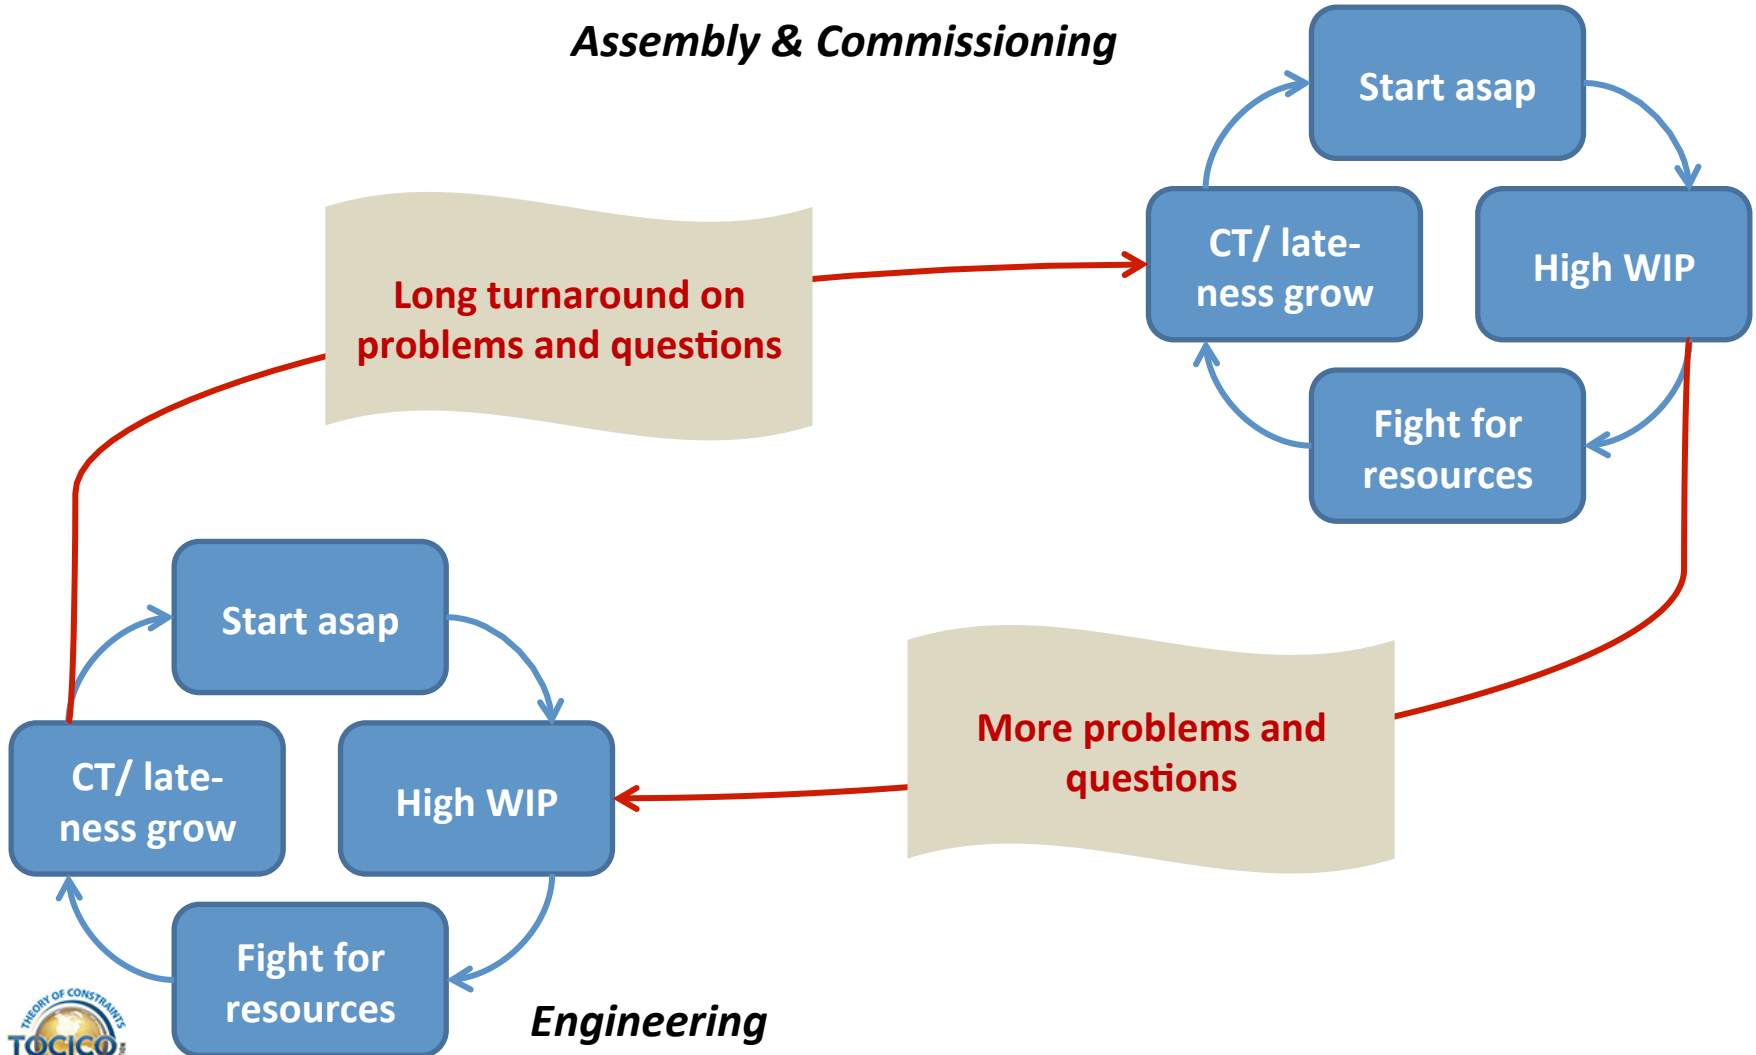 Assembly & Commissioning
Start asap
CT/ late-
ness grow
High WIP
Fight for
resources
Long turnaround on
problems and questions
Start asap
CT/ late-
ness grow
High WIP
Fight for
resources
More problems and
questions
Engineering
THEORY OF CONSTRAINTS
TOCICO